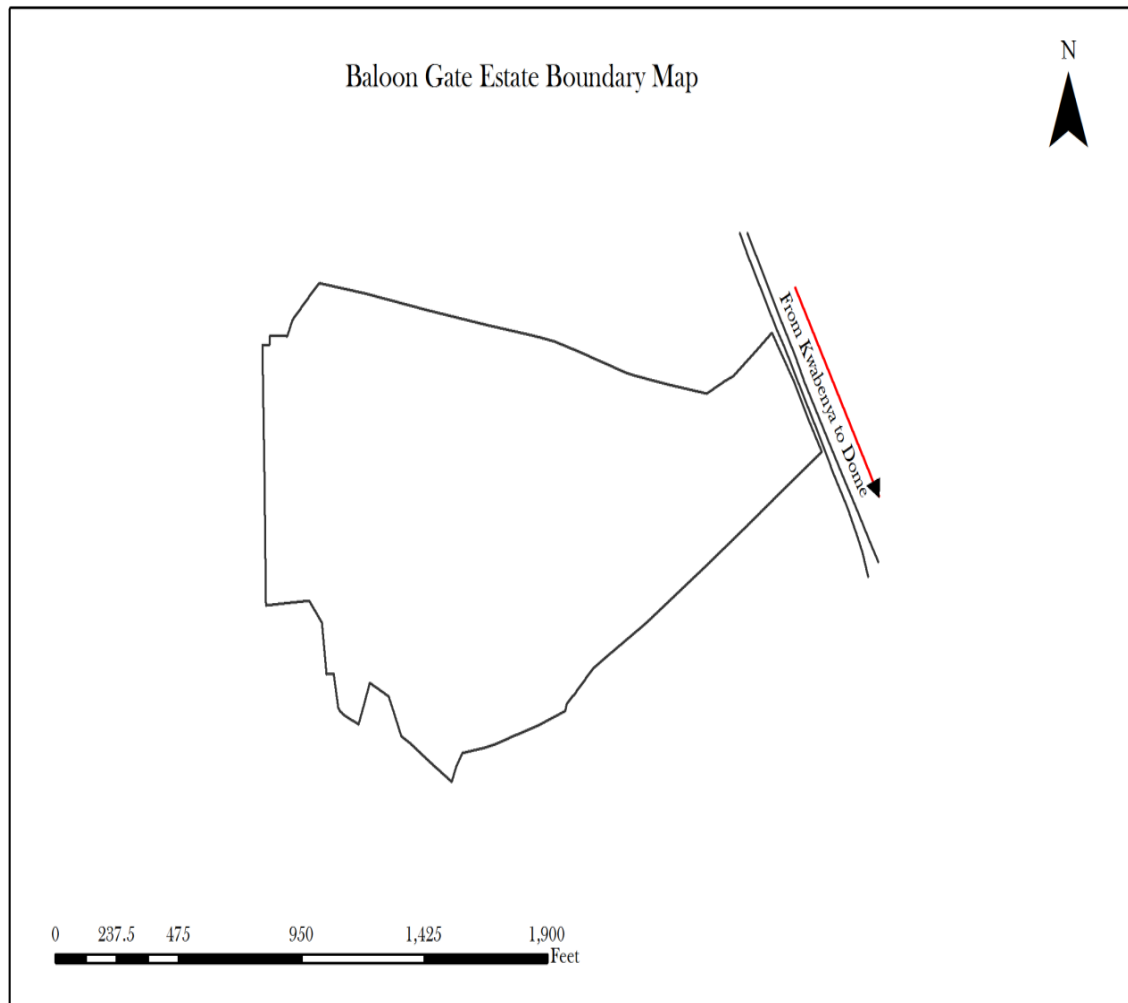 N
Baloon Gate Estate Boundary Map
From Kwabenya to Dome
0 237.5 475 950 1,425 1,900
Feet